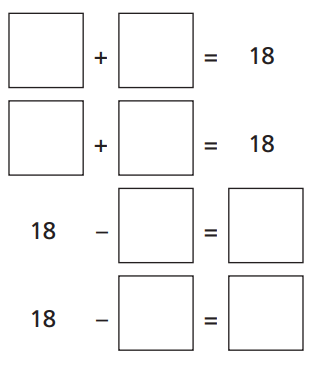 + = 18
+ = 18
18 – =
18 – =